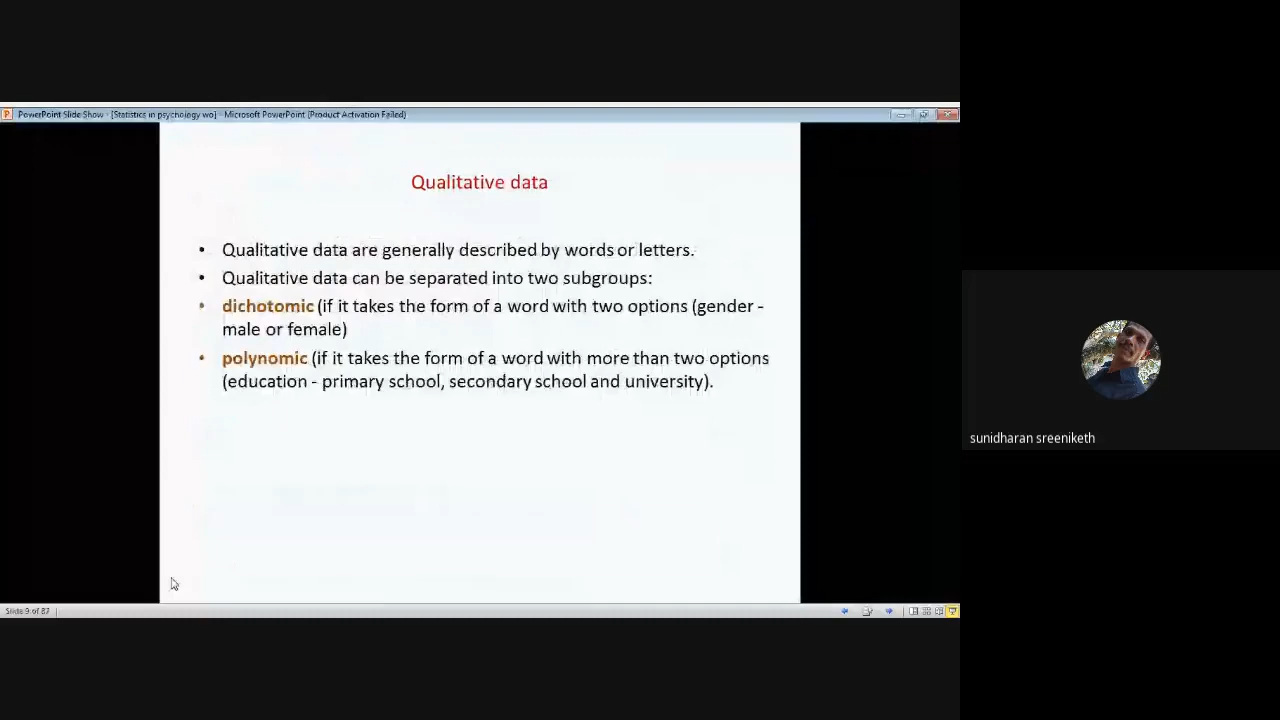 PowerPoint Slide Show - [Statistics in psychology wo] - Microsoft PowerPoint (Product Activation Failed)
Qualitative data
• Qualitative data are generally described by words or letters.
• Qualitative data can be separated into two subgroups:
• dichotomic (if it takes the form of a word with two options (gender -
male or female)
• polynomic (if it takes the form of a word with more than two options
(education - primary school, secondary school and university).
sunidharan sreeniketh
Slide 9 of 87